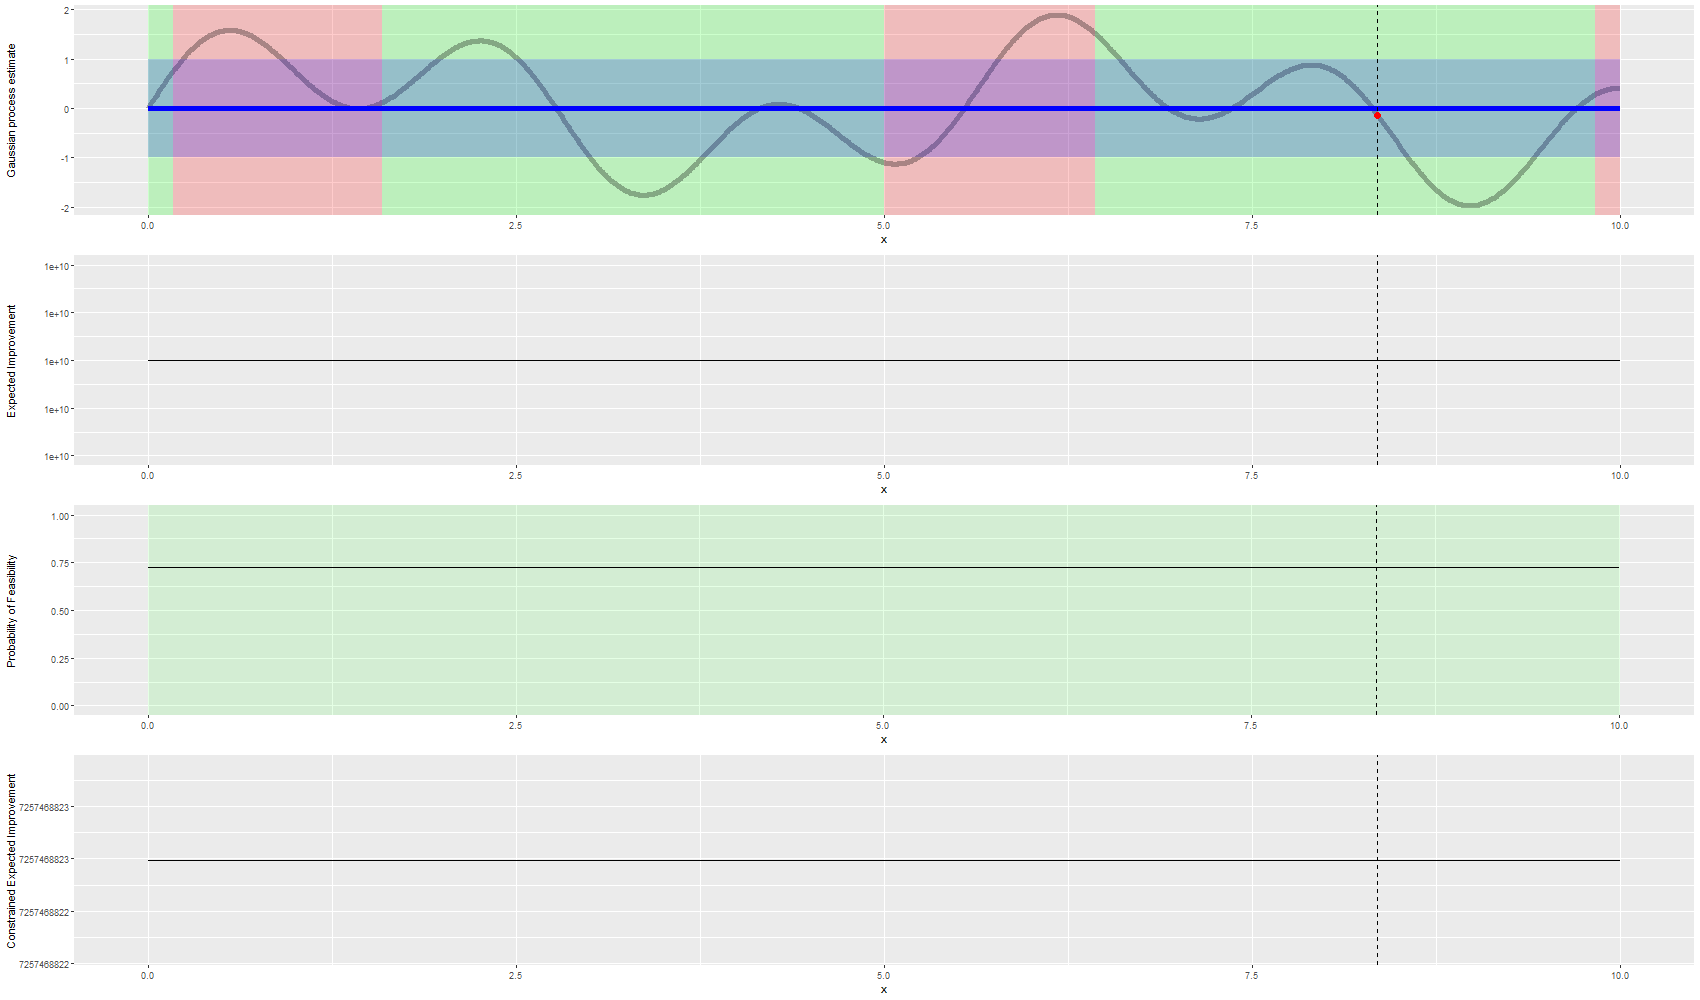 Gaussian process estimate
2
1
0
-1
-2
0.0 2.5 5.0 7.5 10.0
x
Expected Improvement
1e+10
1e+10
1e+10
1e+10
1e+10
0.0 2.5 5.0 7.5 10.0
x
Probability of Feasibility
1.00
0.75
0.50
0.25
0.00
0.0 2.5 5.0 7.5 10.0
x
Constrained Expected Improvement
7257468823
7257468823
7257468822
7257468822
0.0 2.5 5.0 7.5 10.0
x